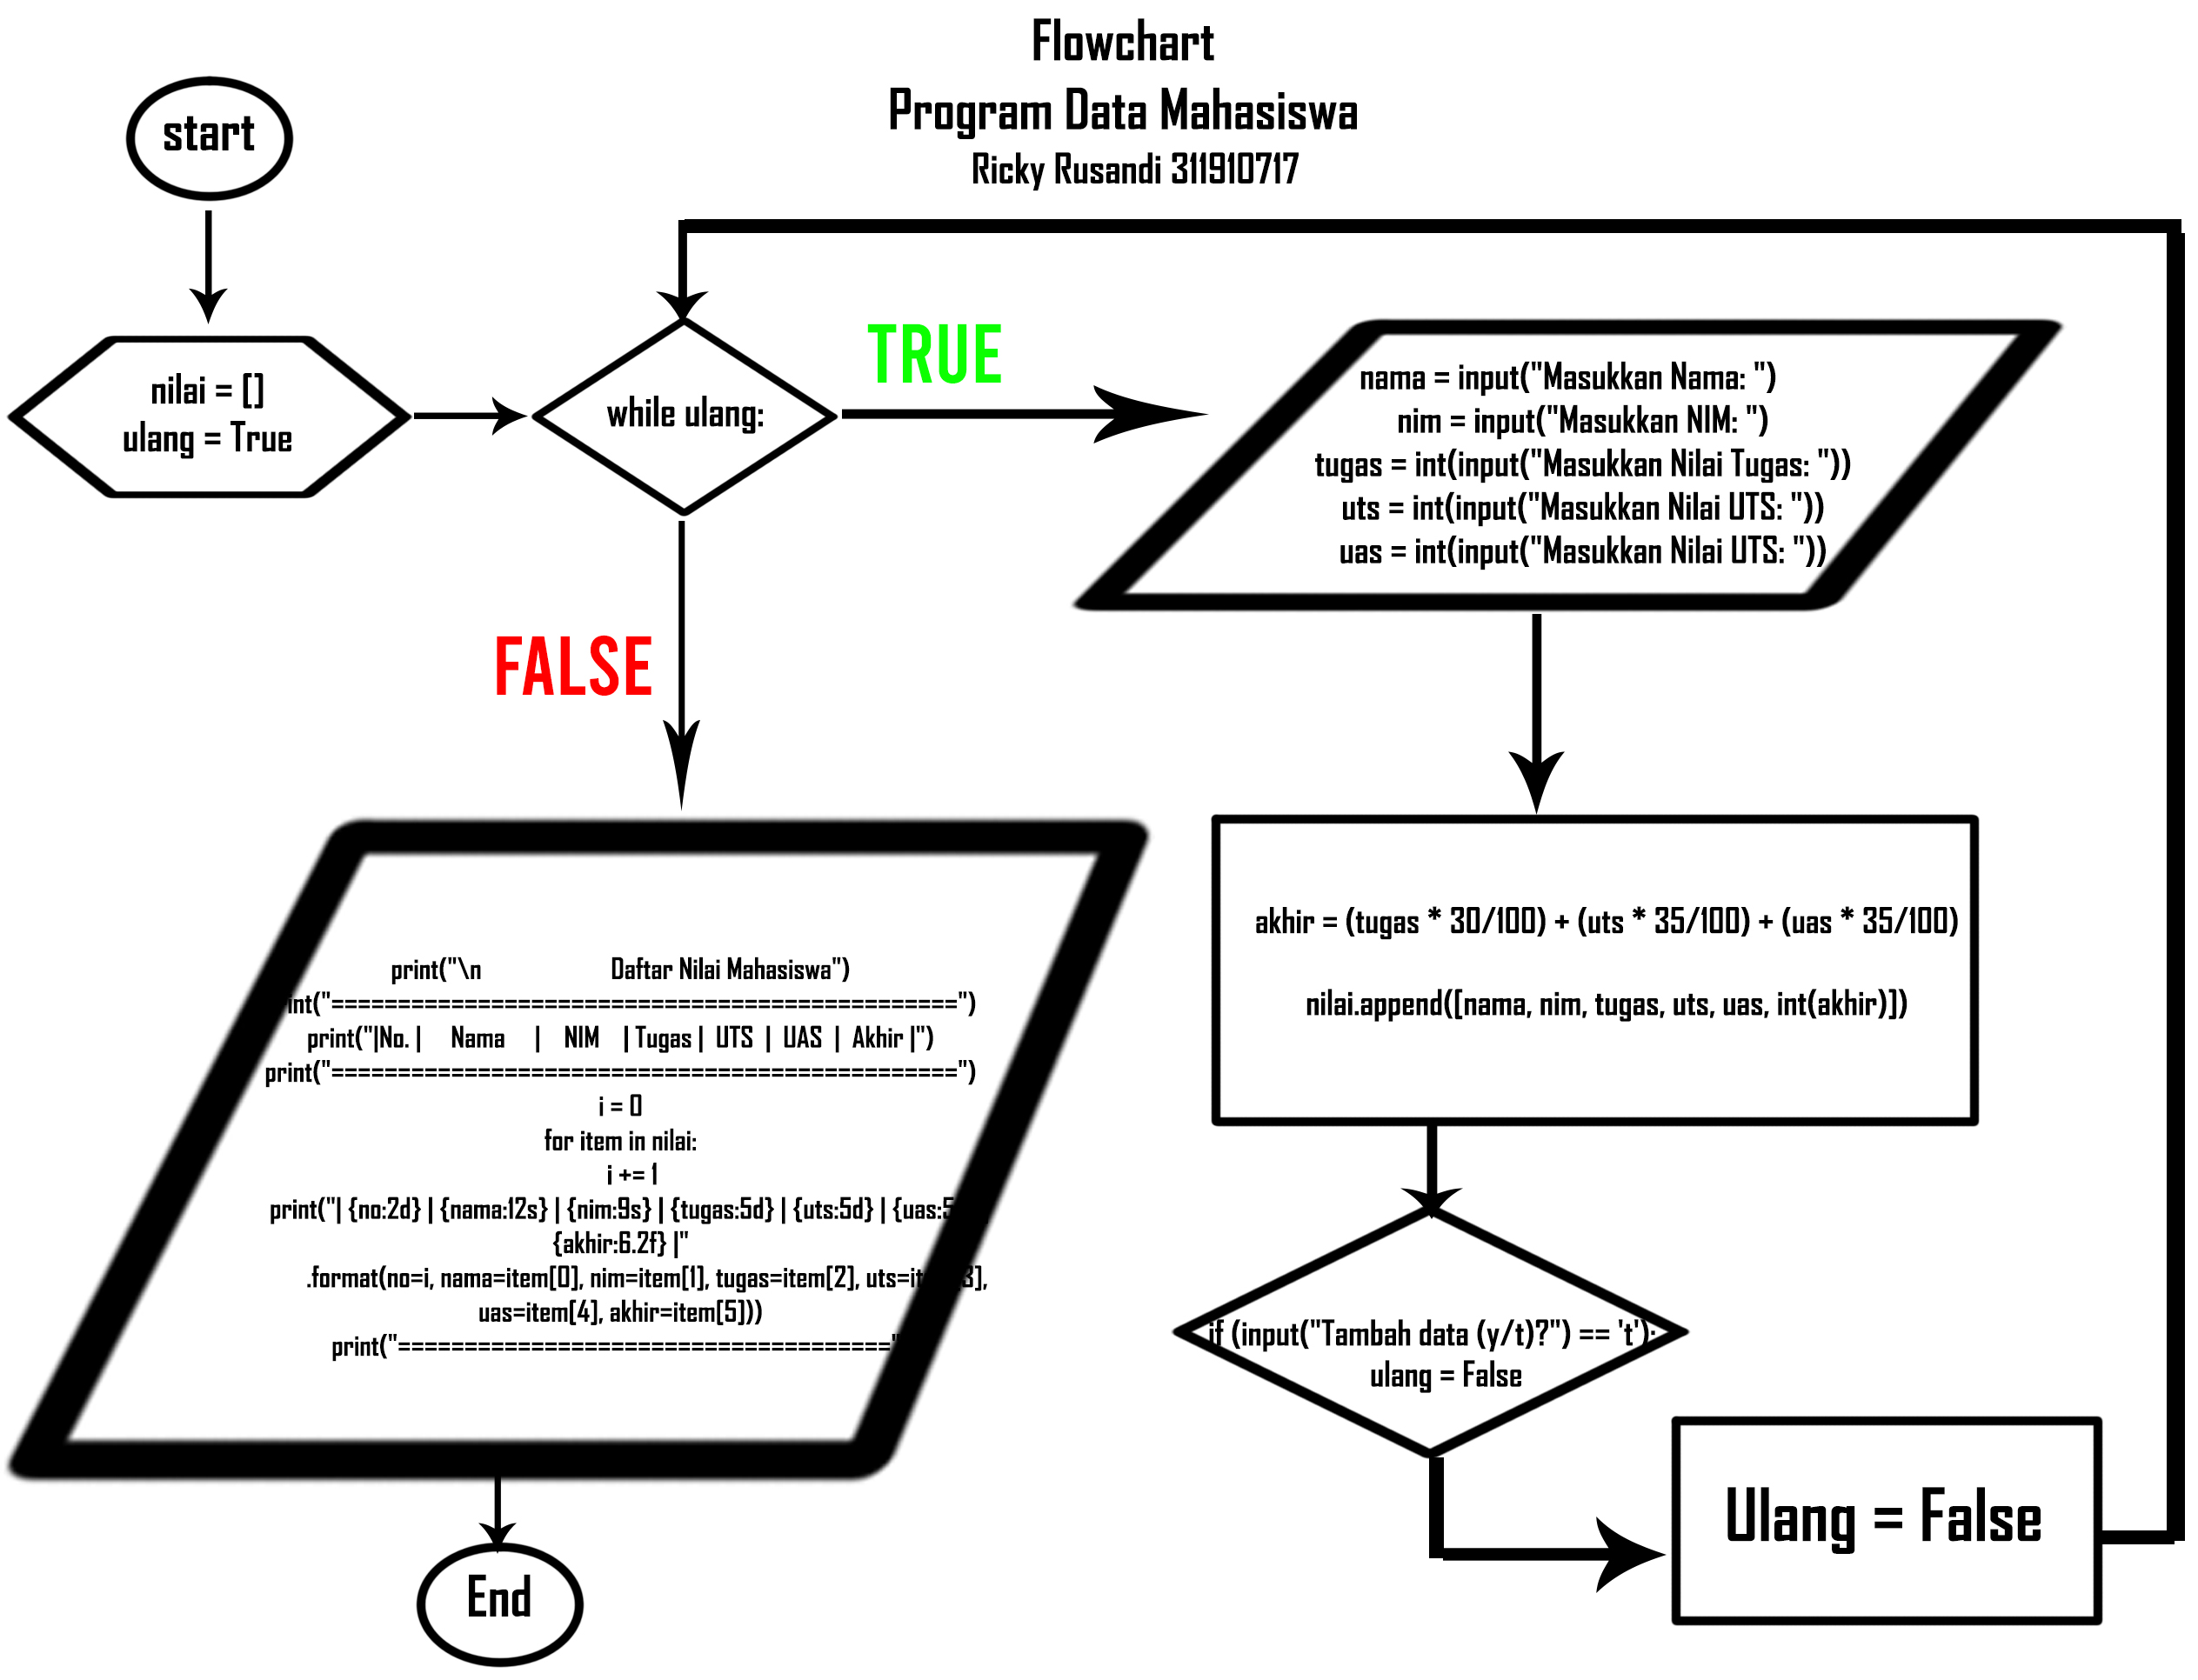 Flowchart
Program Data Mahasiswa
Ricky Rusandi 311910717
start
nilai = []
ulang = True
while ulang:
TRUE
nama = input("Masukkan Nama: ")
nim = input("Masukkan NIM: ")
tugas = int(input("Masukkan Nilai Tugas: "))
uts = int(input("Masukkan Nilai UTS: "))
uas = int(input("Masukkan Nilai UTS: "))
FALSE
akhir = (tugas * 30/100) + (uts * 35/100) + (uas * 35/100)
nilai.append([nama, nim, tugas, uts, uas, int(akhir)])
print("\n Daftar Nilai Mahasiswa")
int("===============================================")
print("|No. | Nama | NIM | Tugas | UTS | UAS | Akhir |")
print("===============================================")
i = 0
for item in nilai:
i += 1
print("| {no:2d} | {nama:12s} | {nim:9s} | {tugas:5d} | {uts:5d} | {uas:5
{akhir:6.2f} |"
.format(no=i, nama=item[0], nim=item[1], tugas=item[2], uts=it 3],
uas=item[4], akhir=item[5]))
print("====================================="
if (input("Tambah data (y/t)?") == 't'):
ulang = False
Ulang = False
End